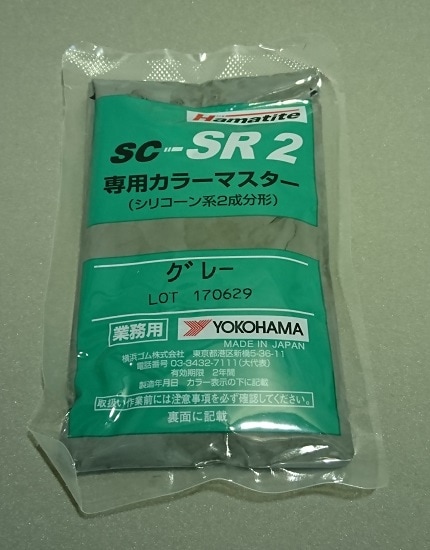 Hamatite
SC-SR2
専用カラーマスター
(シリコーン系2成分形)
グレー
LOT 170629
業務用 YOKOHAMA
MADE IN JAPAN
横浜ゴム株式会社 東京都港区新橋5-36-11
・電話番号 03-3432-7111(大代表)
有効期限 2年間
製造年月日 カラー表示の下に記載
取扱い作業前には注意事項を必ず確認してください。
裏面に記載